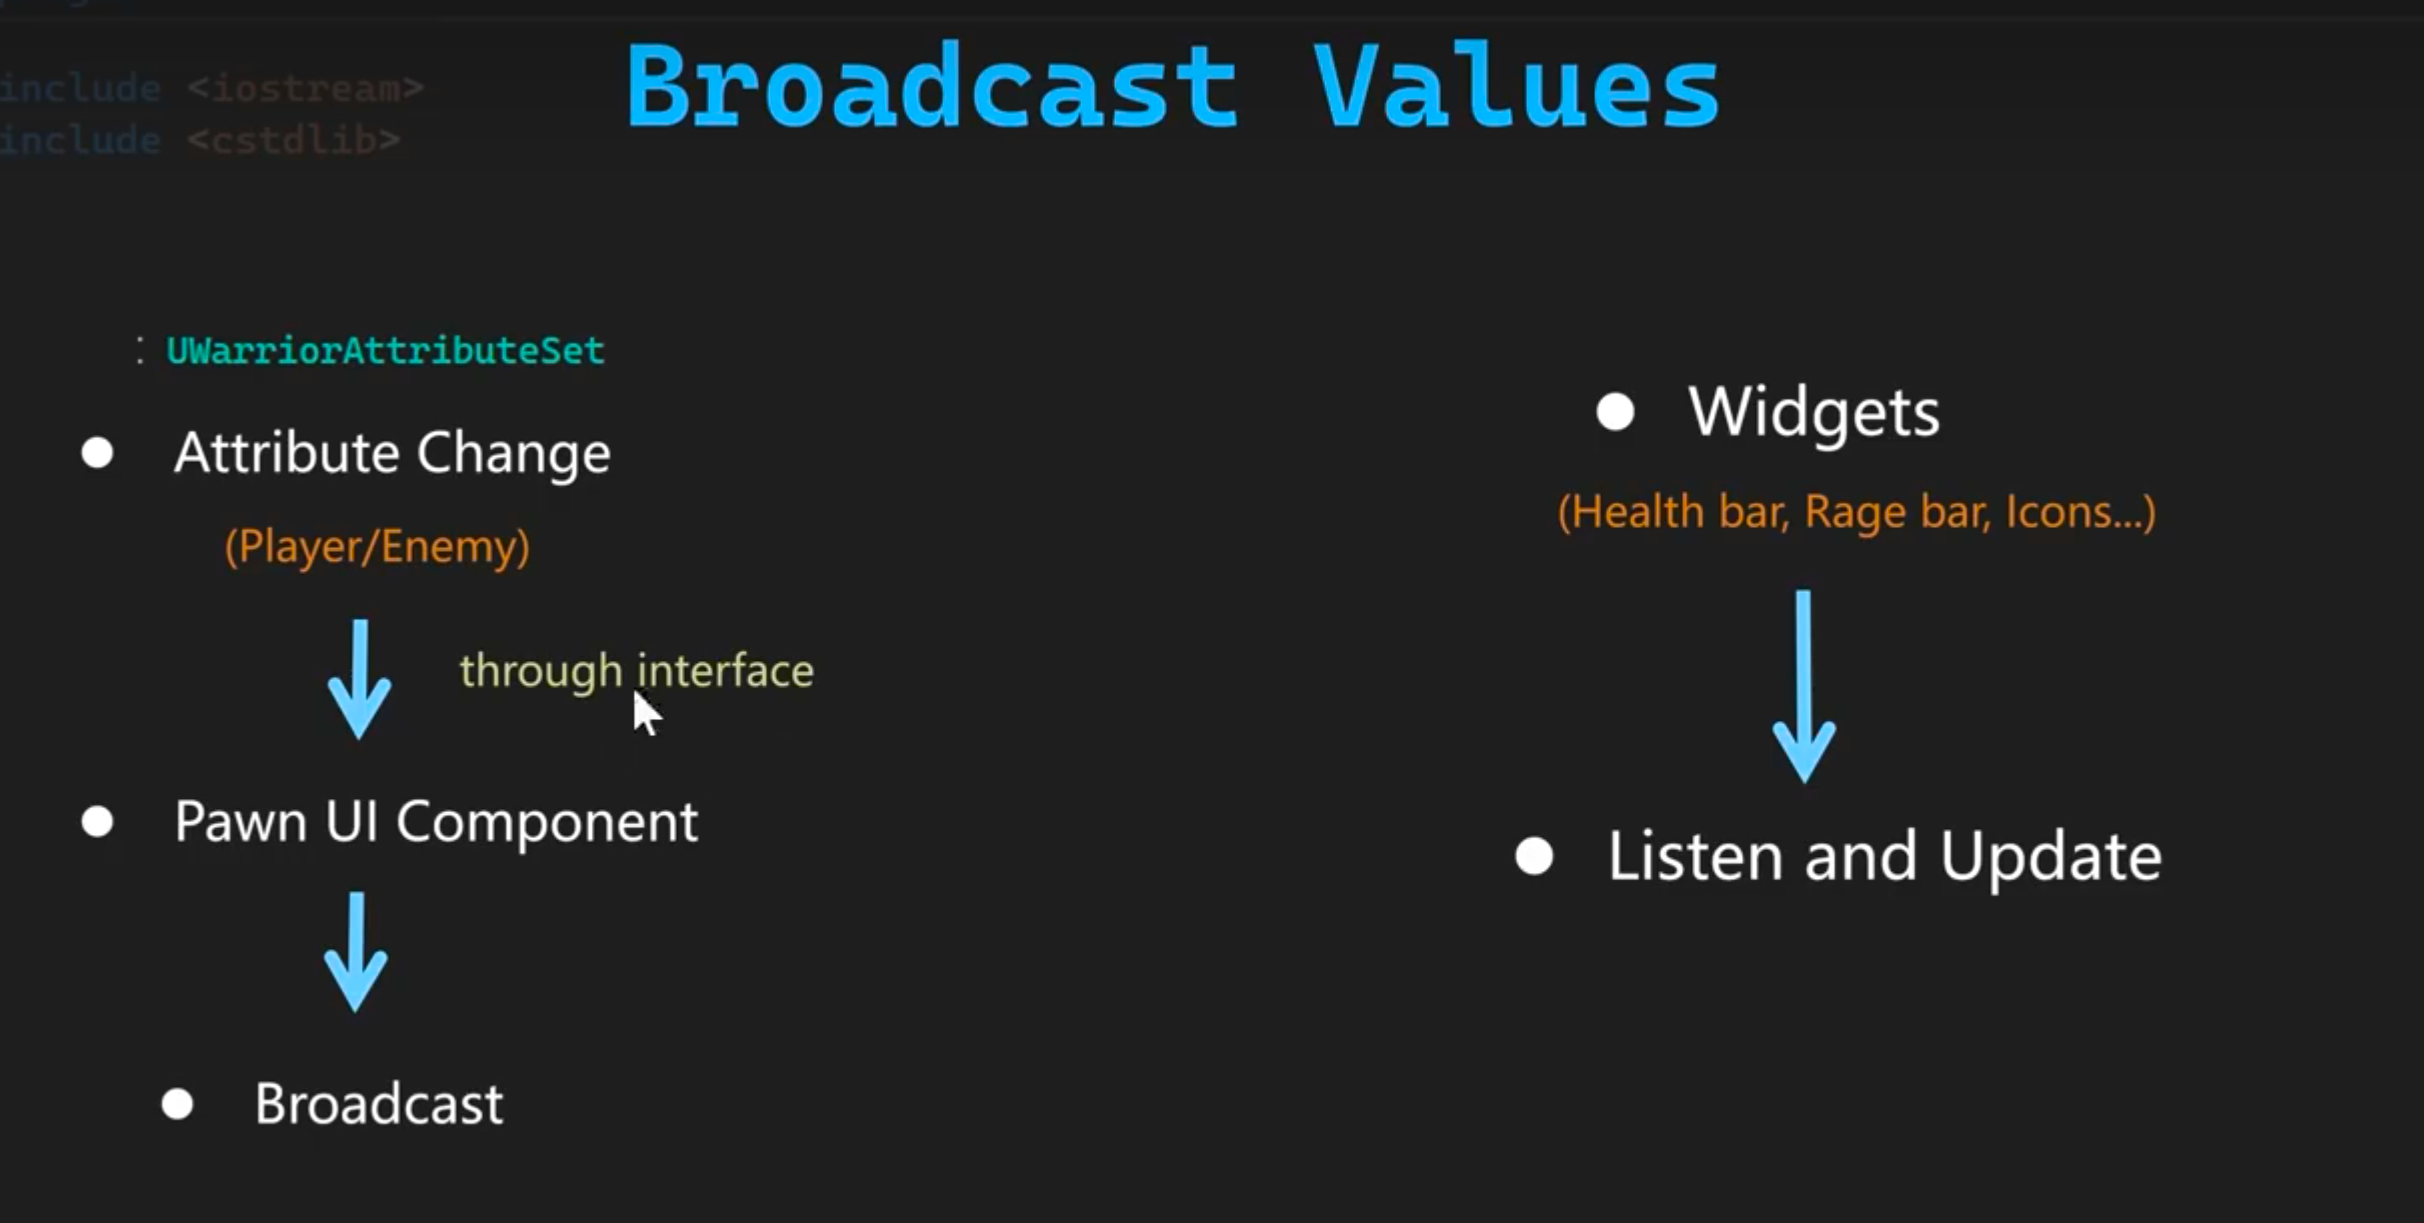 Broadcast Values
include <iostream>
include <cstdlib>
: UWarriorAttributeSet
Attribute Change
(Player/Enemy)
through interface
Pawn UI Component
Broadcast
Widgets
(Health bar, Rage bar, Icons...)
Listen and Update